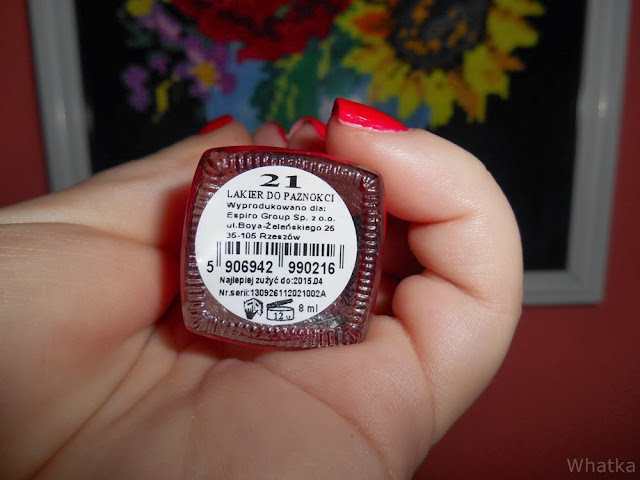 21
LAKIER DO PAZNOKCI
Wyprodukowano dla:
Espiro Group Sp. z o.o.
ul.Boya-Żeleńskiego 25
35-105 Rzeszów
5 906942 990216
Najlepiej zużyć do:2015.04
Nr.serii:130926112021002A
8 ml
Whatka